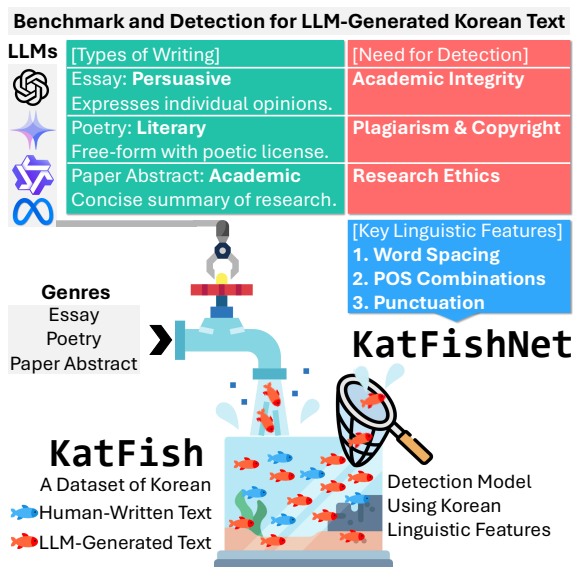 Benchmark and Detection for LLM-Generated Korean Text
LLMs
[Types of Writing]
Essay: Persuasive
Expresses individual opinions.
Poetry: Literary
Free-form with poetic license.
Paper Abstract: Academic
Concise summary of research.
[Need for Detection]
Academic Integrity
Plagiarism & Copyright
Research Ethics
[Key Linguistic Features]
1. Word Spacing
2. POS Combinations
3. Punctuation
Genres
Essay
Poetry
Paper Abstract
KatFishNet
KatFish
A Dataset of Korean
Human-Written Text
LLM-Generated Text
Detection Model
Using Korean
Linguistic Features